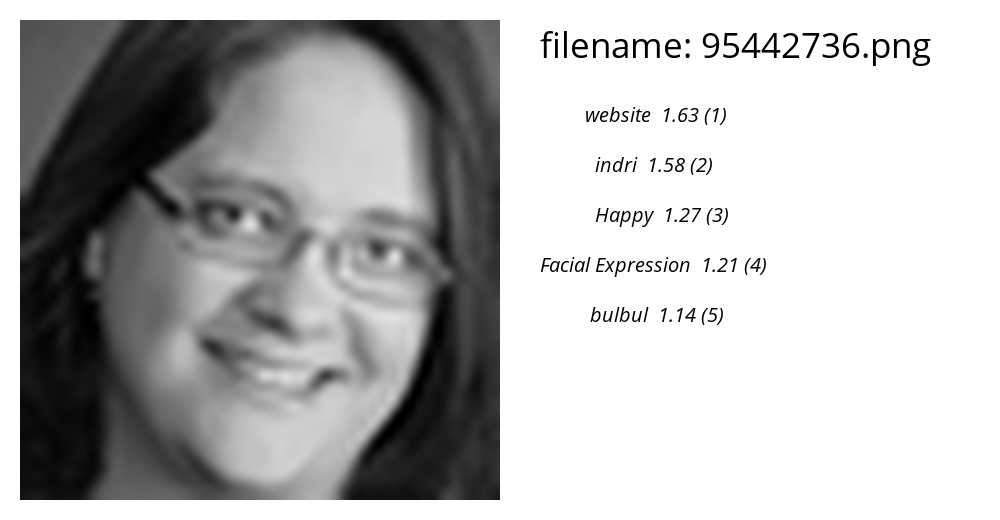 filename: 95442736.png
website 1.63 (1)
indri 1.58 (2)
Happy 1.27 (3)
Facial Expression 1.21 (4)
bulbul 1.14 (5)